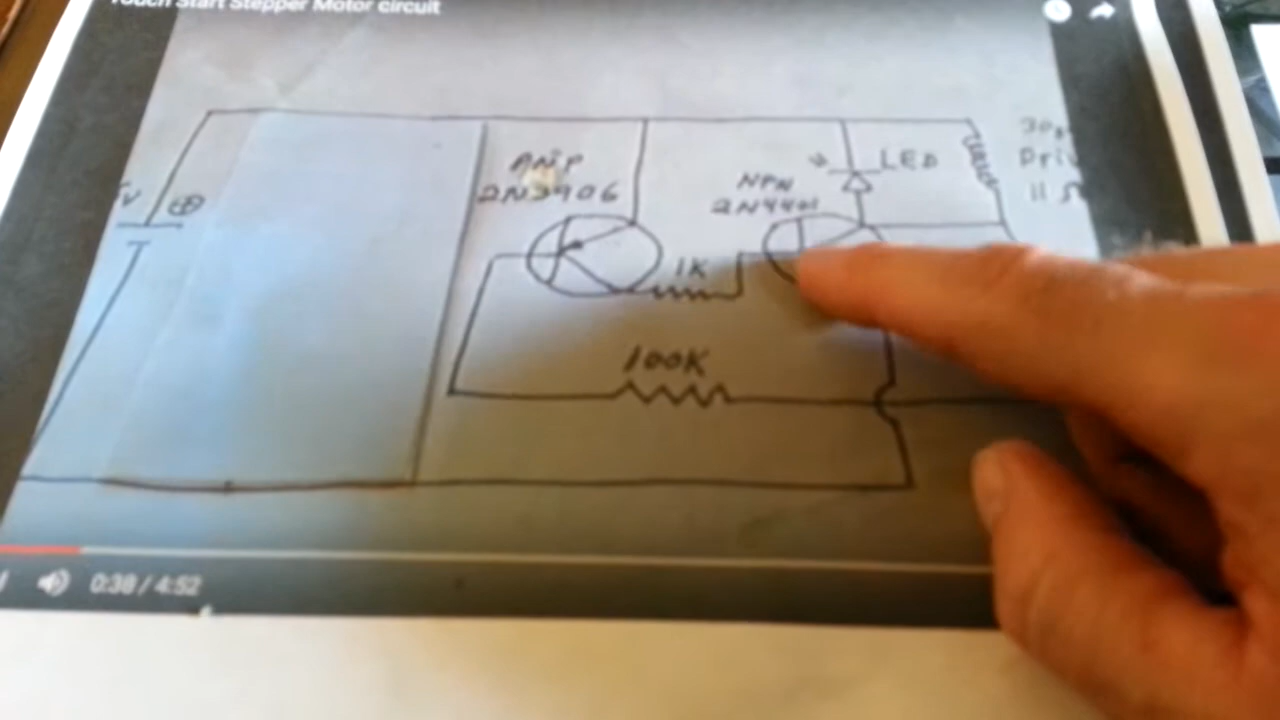 Touch Start Stepper Motor circuit
PNP
2N3906
NPN
2N4401
LED
1K
100K
0:38 / 4:52